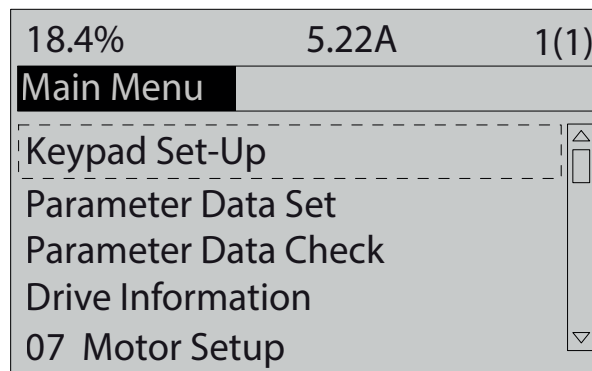 18.4% 5.22A 1(1)
Main Menu
Keypad Set-Up
Parameter Data Set
Parameter Data Check
Drive Information
07 Motor Setup